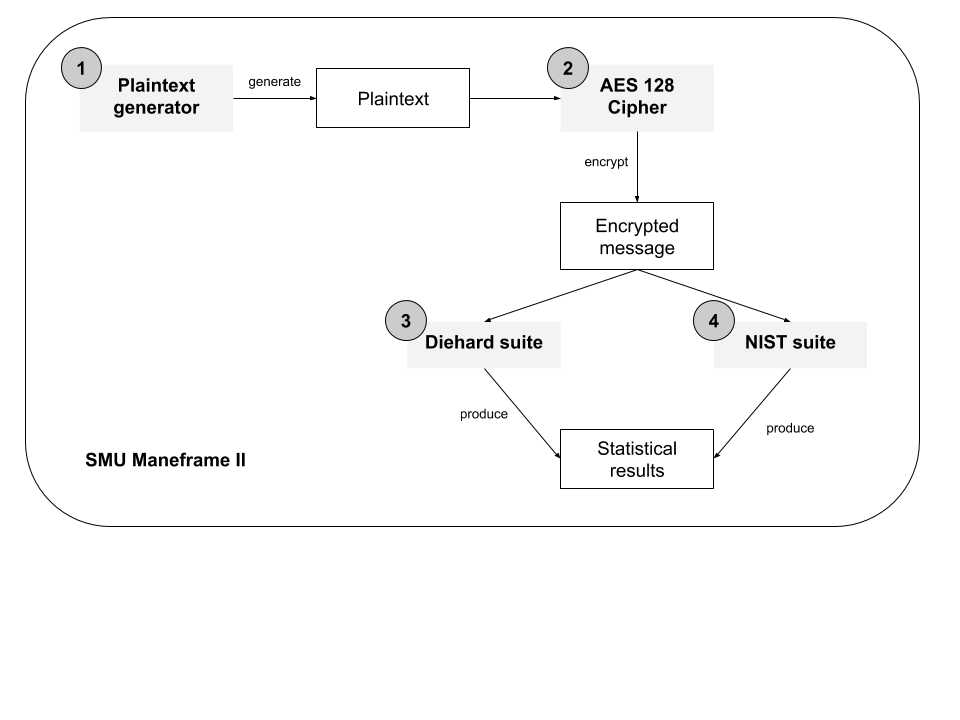 1
Plaintext
generator
generate
Plaintext
2
AES 128
Cipher
encrypt
Encrypted
message
3
Diehard suite
4
NIST suite
produce
produce
Statistical
results
SMU Maneframe II